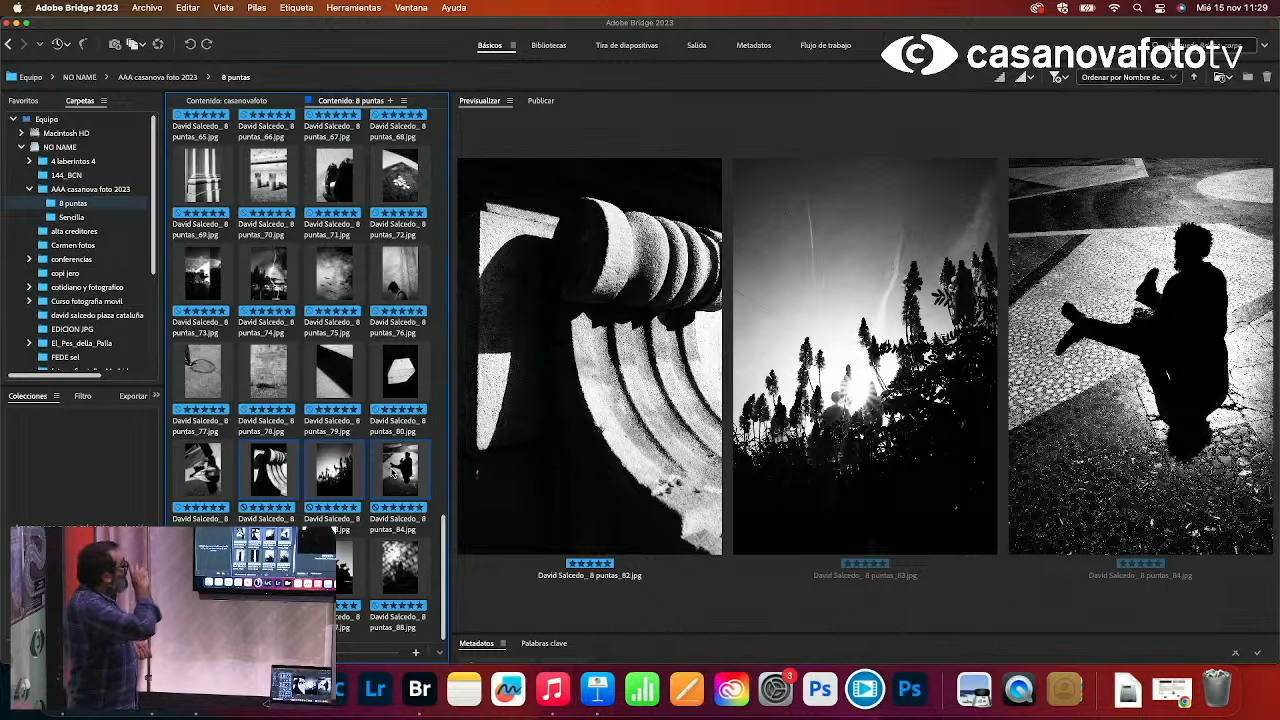 Adobe Bridge 2023 Archivo Editar Vista Pilas Etiqueta Herramientas Ventana Ayuda Mié 15 nov 11:29
Adobe Bridge 2023
Básicos Bibliotecas Tira de diapositivas Salida Metadatos Flujo de trabajo
casanovafototv
Equipo NO NAME AAA casanova foto 2023 8 puntas
Ordenar por Nombre de...
Favoritos Carpetas
Contenido: casanovafoto Contenido: 8 puntas +
Previsualizar Publicar
Equipo
Macintosh HD
NO NAME
4 laberintos 4
144_BCN
AAA casanova foto 2023
8 puntas
Sencilla
alta creditores
Carmen fotos
conferencias
copi jero
cotidiano y fotografico
Curso fotografia movil
david salcedo plaza cataluña
EDICION JPG
El_Pes_della_Palla
FEDE sel
Colecciones Filtro Exportar
David Salcedo_ 8 David Salcedo_ 8 David Salcedo_ 8 David Salcedo_ 8
puntas_65.jpg puntas_66.jpg puntas_67.jpg puntas_68.jpg
David Salcedo_ 8 David Salcedo_ 8 David Salcedo_ 8 David Salcedo_ 8
puntas_69.jpg puntas_70.jpg puntas_71.jpg puntas_72.jpg
David Salcedo_ 8 David Salcedo_ 8 David Salcedo_ 8 David Salcedo_ 8
puntas_73.jpg puntas_74.jpg puntas_75.jpg puntas_76.jpg
David Salcedo_ 8 David Salcedo_ 8 David Salcedo_ 8 David Salcedo_ 8
puntas_77.jpg puntas_78.jpg puntas_79.jpg puntas_80.jpg
David Salcedo_ 8 David Salcedo_ 8 David Salcedo_ 8 David Salcedo_ 8
puntas_84.jpg
David Salcedo_ 8
puntas_88.jpg
David Salcedo_ 8 puntas_82.jpg David Salcedo_ 8 puntas_83.jpg David Salcedo_ 8 puntas_84.jpg
Metadatos Palabras clave
Lr Br 3 Ps Ps